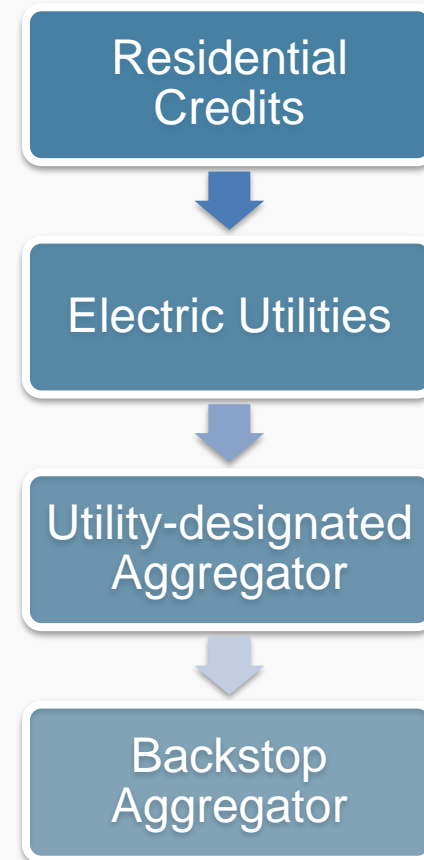 Residential
Credits
Electric Utilities
Utility-designated
Aggregator
Backstop
Aggregator